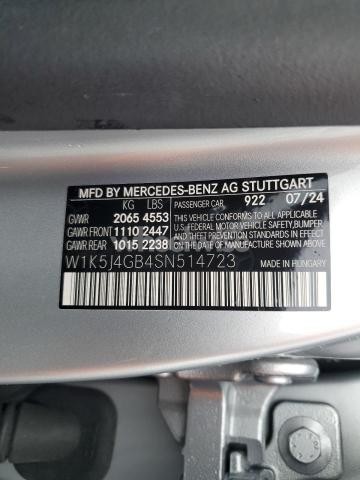 MFD BY MERCEDES-BENZ AG STUTTGART
KG LBS PASSENGER CAR 922 07/24
GVWR 2065 4553
GAWR FRONT 1110 2447
GAWR REAR 1015 2238
THIS VEHICLE CONFORMS TO ALL APPLICABLE
U.S. FEDERAL MOTOR VEHICLE SAFETY, BUMPER,
AND THEFT PREVENTION STANDARDS IN EFFECT
ON THE DATE OF MANUFACTURE SHOWN ABOVE.
W1K5J4GB4SN514723
MADE IN HUNGARY